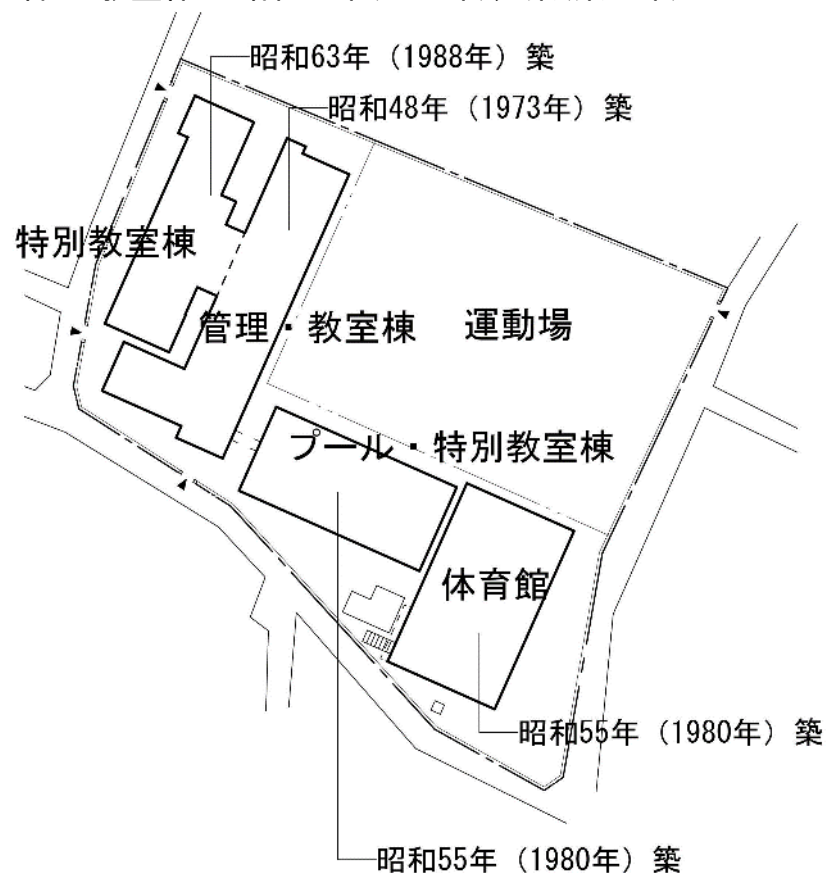 昭和63年（1988年）築
昭和48年（1973年）築
特別教室棟
管理・教室棟
運動場
プール・特別教室棟
体育館
昭和55年（1980年）築
昭和55年（1980年）築